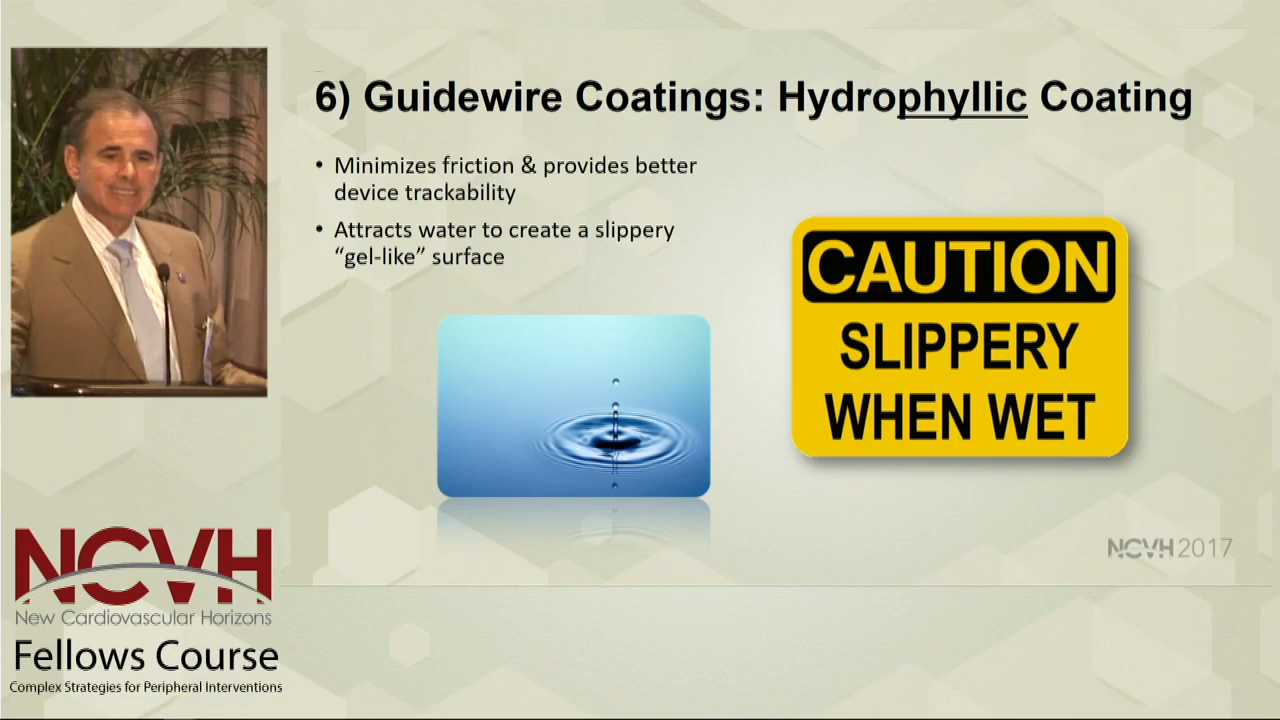 6) Guidewire Coatings: Hydrophyllic Coating
• Minimizes friction & provides better
device trackability
• Attracts water to create a slippery
“gel-like” surface
CAUTION
SLIPPERY
WHEN WET
NCVH 2017
NCVH
New Cardiovascular Horizons
Fellows Course
Complex Strategies for Peripheral Interventions